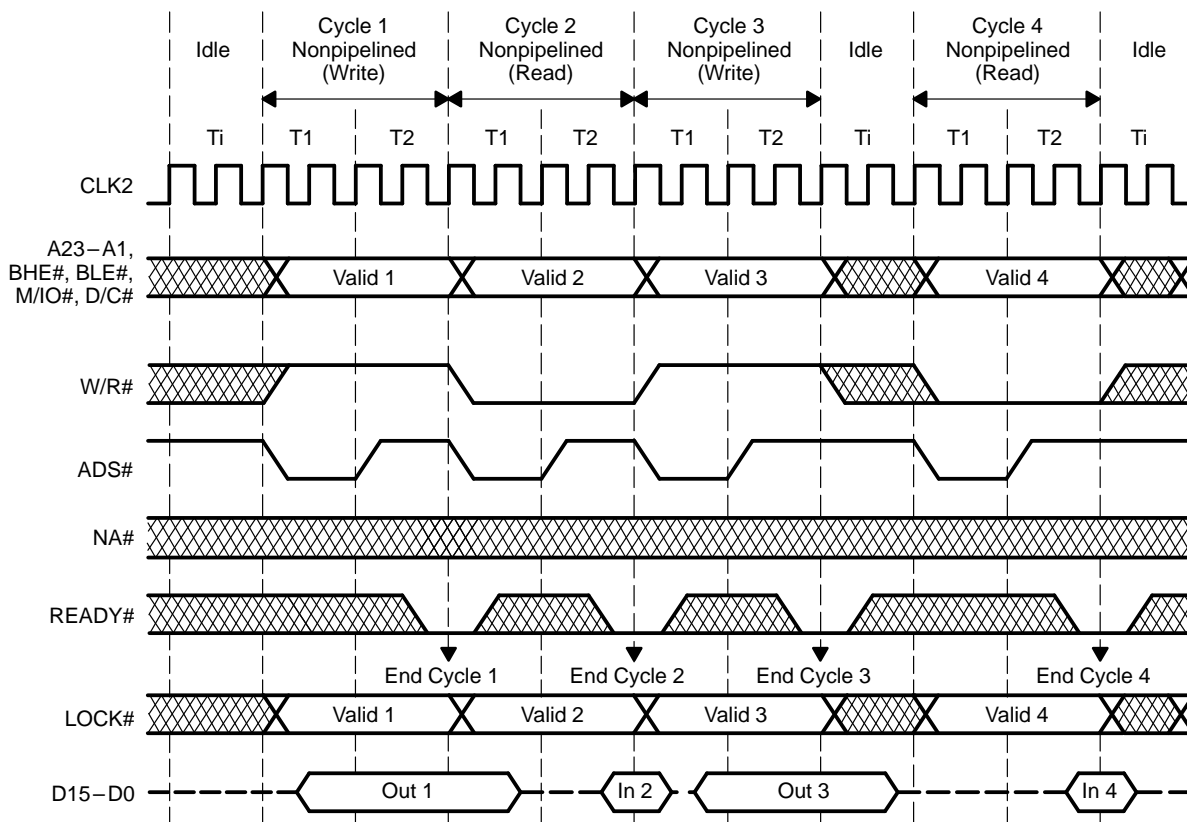 Idle
Cycle 1
Nonpipelined
(Write)
Cycle 2
Nonpipelined
(Read)
Cycle 3
Nonpipelined
(Write)
Idle
Cycle 4
Nonpipelined
(Read)
Idle
Ti T1 T2 T1 T2 T1 T2 Ti T1 T2 Ti
CLK2
A23–A1,
BHE#, BLE#,
M/IO#, D/C#
Valid 1 Valid 2 Valid 3 Valid 4
W/R#
ADS#
NA#
READY#
End Cycle 1 End Cycle 2 End Cycle 3 End Cycle 4
LOCK#
Valid 1 Valid 2 Valid 3 Valid 4
D15–D0
Out 1 In 2 Out 3 In 4